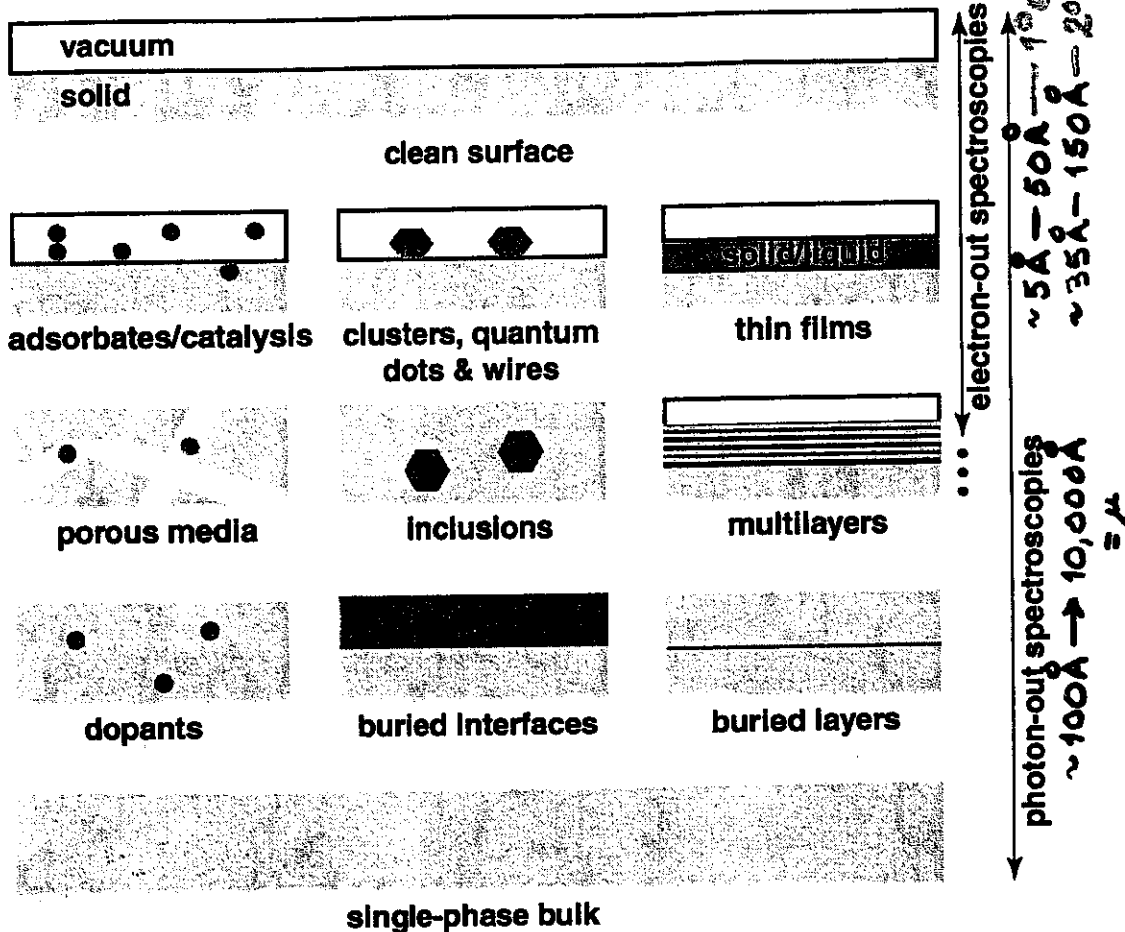 vacuum
solid
clean surface
solid/liquid
adsorbates/catalysis
clusters, quantum
dots & wires
thin films
porous media
inclusions
multilayers
dopants
buried interfaces
buried layers
single-phase bulk
electron-out spectroscopies
~5Å — 50Å —
~35Å — 150Å —
photon-out spectroscopies
~100Å → 10,000Å
= μ